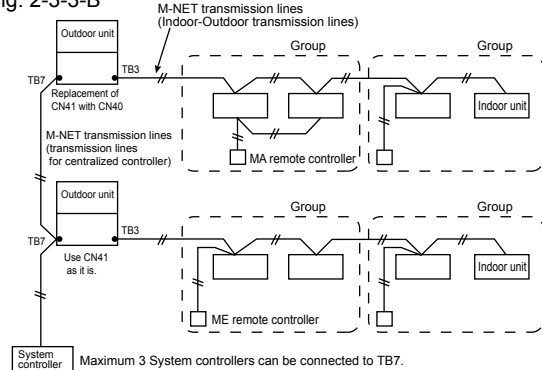 ig. 2-3-3-B
M-NET transmission lines
(Indoor-Outdoor transmission lines)
Outdoor unit
Group
Group
TB7
TB3
Replacement of
CN41 with CN40
Indoor unit
M-NET transmission lines
(transmission lines
for centralized controller)
MA remote controller
Outdoor unit
Group
Group
TB7
TB3
Use CN41
as it is.
Indoor unit
ME remote controller
System
controller
Maximum 3 System controllers can be connected to TB7.